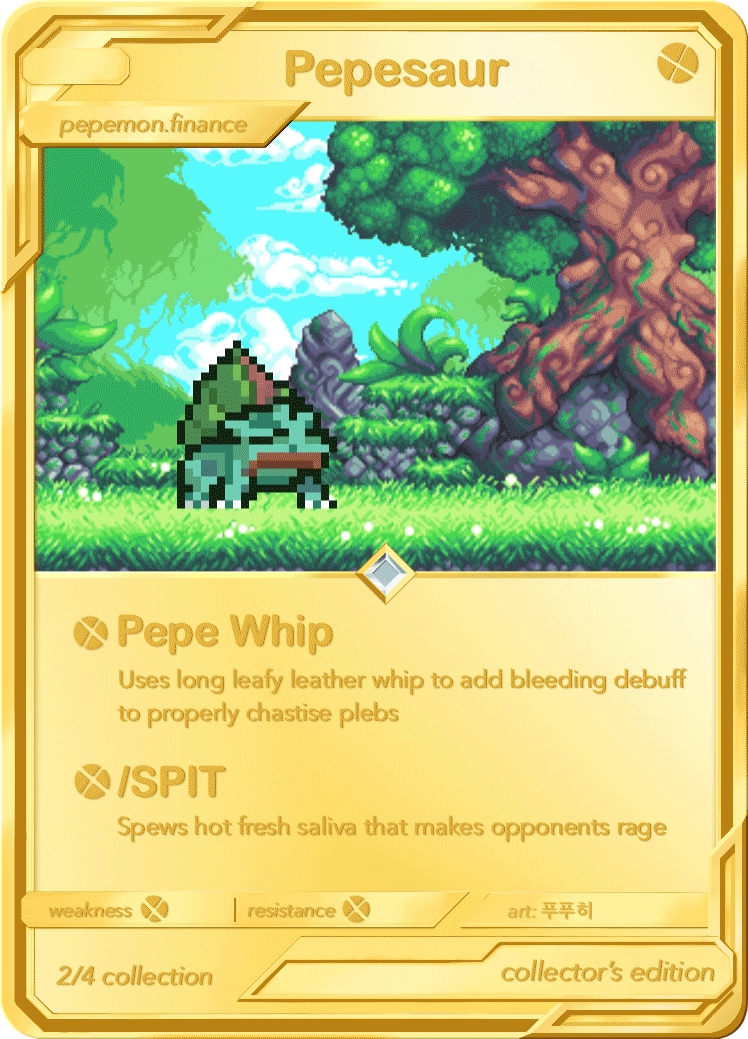 Pepesaur
pepemon.finance
Pepe Whip
Uses long leafy leather whip to add bleeding debuff
to properly chastise plebs
/SPIT
Spews hot fresh saliva that makes opponents rage
weakness | resistance
art: 푸푸히
2/4 collection
collector's edition